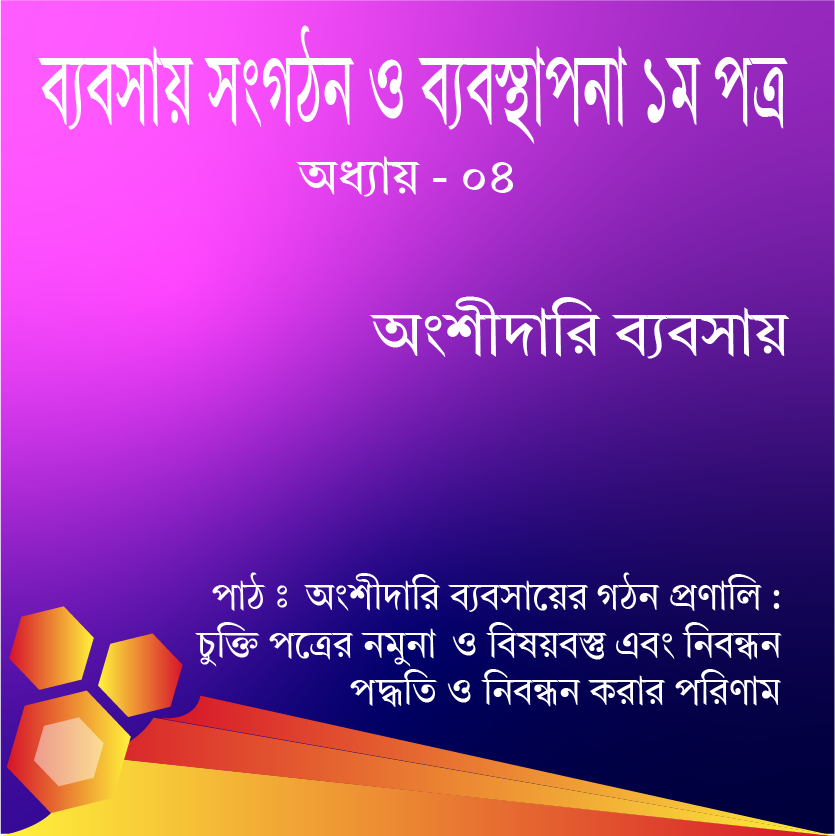 ব্যবসায় সংগঠন ও ব্যবস্থাপনা ১ম পত্র
অধ্যায় - ০৪
অংশীদারি ব্যবসায়
পাঠ ঃ অংশীদারি ব্যবসায়ের গঠন প্রণালি :
চুক্তি পত্রের নমুনা ও বিষয়বস্তু এবং নিবন্ধন
পদ্ধতি ও নিবন্ধন করার পরিণাম